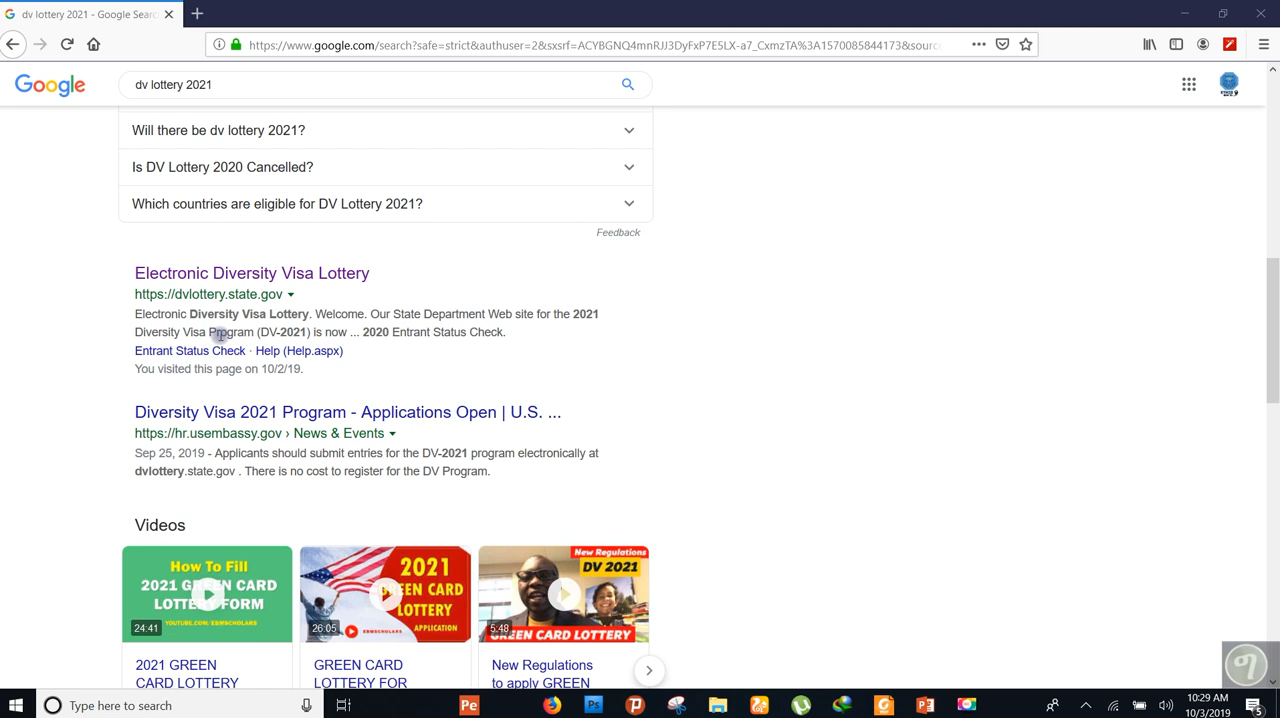 dv lottery 2021 - Google Searc
https://www.google.com/search?safe=strict&authuser=2&sxsrf=ACYBGNQ4mnRJJ3DyFxP7E5LX-a7_CxmzTA%3A1570085844173&sourc
Google
dv lottery 2021
Will there be dv lottery 2021?
Is DV Lottery 2020 Cancelled?
Which countries are eligible for DV Lottery 2021?
Feedback
Electronic Diversity Visa Lottery
https://dvlottery.state.gov
Electronic Diversity Visa Lottery. Welcome. Our State Department Web site for the 2021
Diversity Visa Program (DV-2021) is now ... 2020 Entrant Status Check.
Entrant Status Check · Help (Help.aspx)
You visited this page on 10/2/19.
Diversity Visa 2021 Program - Applications Open | U.S. ...
https://hr.usembassy.gov › News & Events
Sep 25, 2019 - Applicants should submit entries for the DV-2021 program electronically at
dvlottery.state.gov . There is no cost to register for the DV Program.
Videos
How To Fill
2021 GREEN CARD
LOTTERY FORM
YOUTUBE.COM/EBMSCHOLARS
24:41
2021
GREEN CARD
LOTTERY
APPLICATION
EBMSCHOLARS
26:05
New Regulations
DV 2021
GREEN CARD LOTTERY
5:48
2021 GREEN
CARD LOTTERY
GREEN CARD
LOTTERY FOR
New Regulations
to apply GREEN
Type here to search
Pe
Ps
10:29 AM
10/3/2019
5